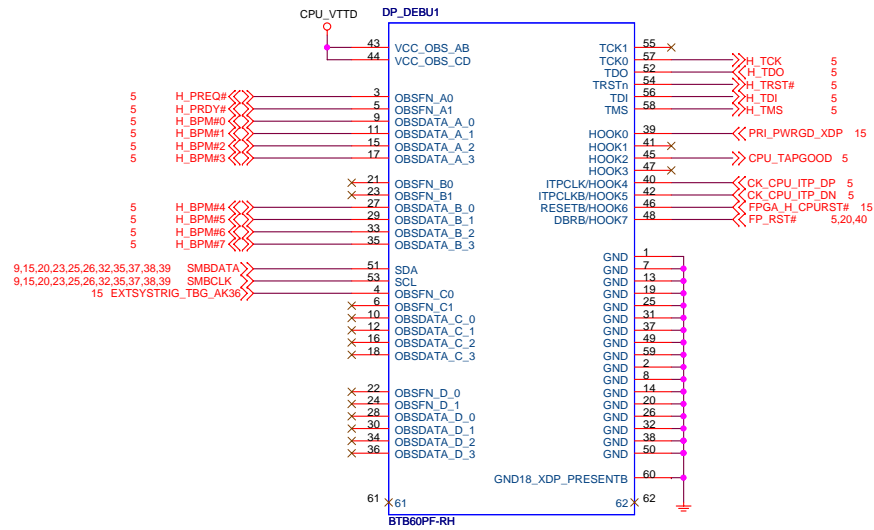 CPU_VTTD DP_DEBU1
43 VCC_OBS_AB TCK1 55
44 VCC_OBS_CD TCK0 57 H_TCK 5
TDO 52 H_TDO 5
TRSTn 54 H_TRST# 5
5 H_PREQ# 3 OBSFN_A0 TDI 56 H_TDI 5
5 H_PRDY# 5 OBSFN_A1 TMS 58 H_TMS 5
5 H_BPM#0 9 OBSDATA_A_0
5 H_BPM#1 11 OBSDATA_A_1 HOOK0 39 PRI_PWRGD_XDP 15
5 H_BPM#2 15 OBSDATA_A_2 HOOK1 41
5 H_BPM#3 17 OBSDATA_A_3 HOOK2 45 CPU_TAPGOOD 5
HOOK3 47
21 OBSFN_B0 ITPCLK/HOOK4 40 CK_CPU_ITP_DP 5
23 OBSFN_B1 ITPCLKB/HOOK5 42 CK_CPU_ITP_DN 5
5 H_BPM#4 27 OBSDATA_B_0 RESETB/HOOK6 46 FPGA_H_CPURST# 15
5 H_BPM#5 29 OBSDATA_B_1 DBRB/HOOK7 48 FP_RST# 5,20,40
5 H_BPM#6 33 OBSDATA_B_2
5 H_BPM#7 35 OBSDATA_B_3
GND 1
9,15,20,23,25,26,32,35,37,38,39 SMBDATA 51 SDA GND 7
9,15,20,23,25,26,32,35,37,38,39 SMBCLK 53 SCL GND 13
15 EXTSYSTRIG_TBG_AK36 4 OBSFN_C0 GND 19
6 OBSFN_C1 GND 25
10 OBSDATA_C_0 GND 31
12 OBSDATA_C_1 GND 37
16 OBSDATA_C_2 GND 49
18 OBSDATA_C_3 GND 59
GND 2
GND 8
22 OBSFN_D_0 GND 14
24 OBSFN_D_1 GND 20
28 OBSDATA_D_0 GND 26
30 OBSDATA_D_1 GND 32
34 OBSDATA_D_2 GND 38
36 OBSDATA_D_3 GND 50
GND18_XDP_PRESENTB 60
61 61 62 62
BTB60PF-RH